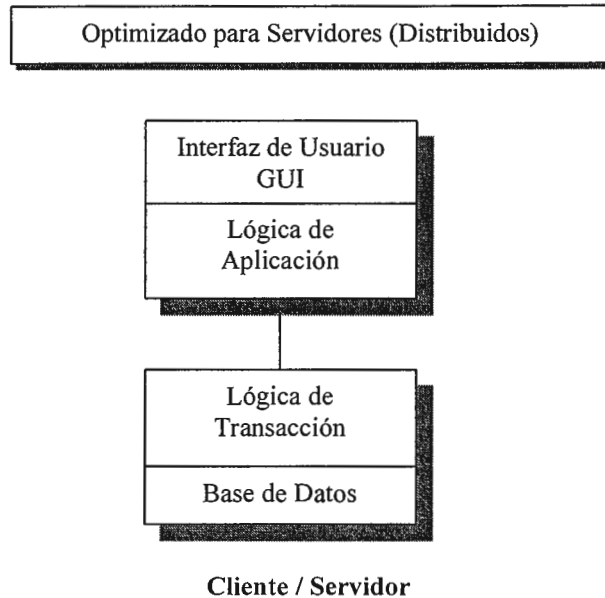 Optimizado para Servidores (Distribuidos)
Interfaz de Usuario
GUI
Lógica de
Aplicación
Lógica de
Transacción
Base de Datos
Cliente / Servidor